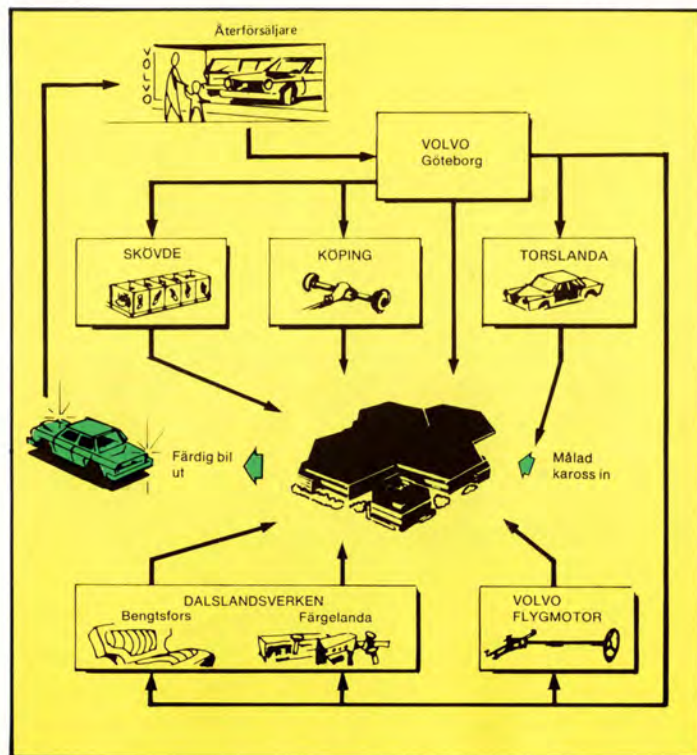 Återförsäljare
VOLVO
VOLVO
Göteborg
SKÖVDE
KÖPING
TORSLANDA
Färdig bil
ut
Målad
kaross in
DALSLANDSVERKEN
Bengtsfors
Färgelanda
VOLVO
FLYGMOTOR